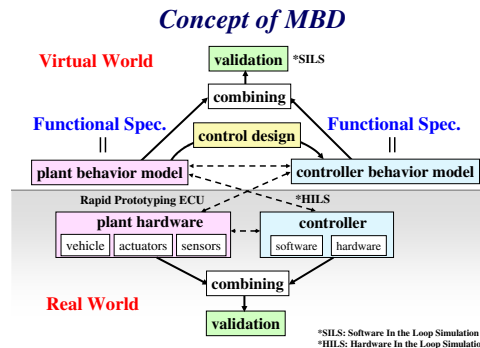 Concept of MBD
Virtual World
validation
*SILS
combining
Functional Spec.
control design
Functional Spec.
plant behavior model
controller behavior model
Rapid Prototyping ECU
*HILS
plant hardware
vehicle
actuators
sensors
controller
software
hardware
combining
Real World
validation
*SILS: Software In the Loop Simulation
*HILS: Hardware In the Loop Simulatio